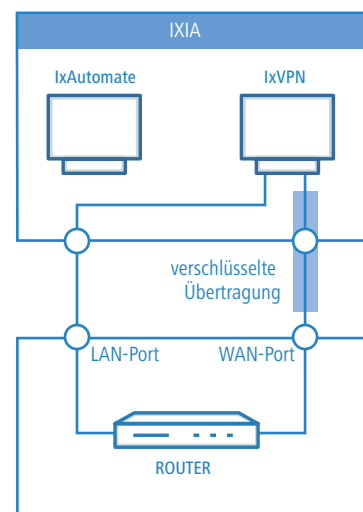 IXIA
IxAutomate
IxVPN
verschlüsselte
Übertragung
LAN-Port
WAN-Port
ROUTER